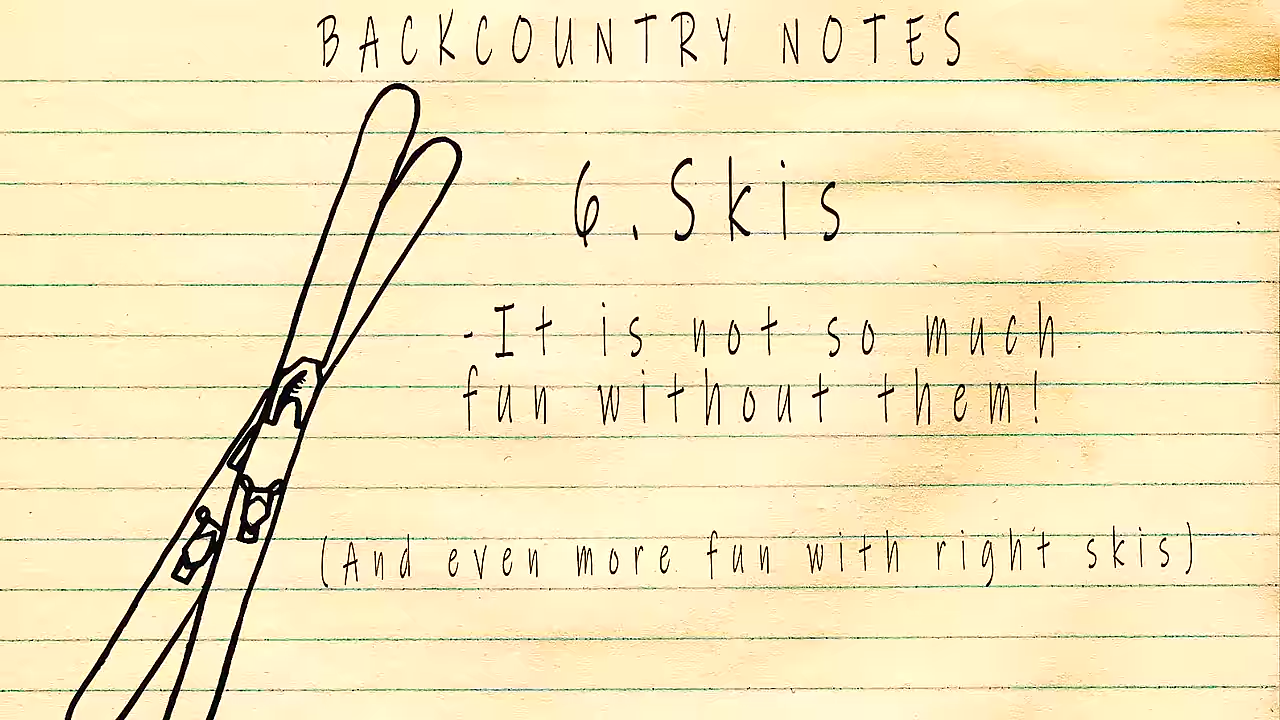 BACKCOUNTRY NOTES
6. Skis
-It is not so much
fun without them!
(And even more fun with right skis)